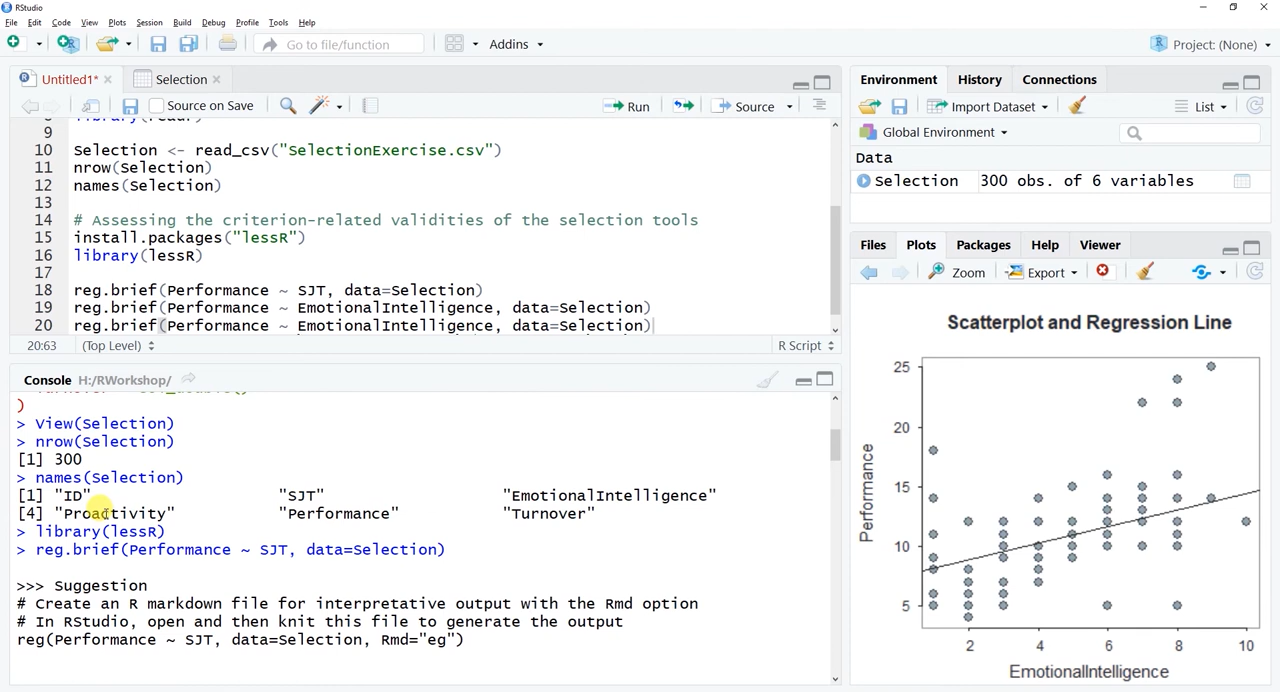 RStudio
File Edit Code View Plots Session Build Debug Profile Tools Help
Go to file/function
Addins
Project: (None)
Untitled1*
Selection
Source on Save
Run
Source
8 library(readr)
9
10 Selection <- read_csv("SelectionExercise.csv")
11 nrow(Selection)
12 names(Selection)
13
14 # Assessing the criterion-related validities of the selection tools
15 install.packages("lessR")
16 library(lessR)
17
18 reg.brief(Performance ~ SJT, data=Selection)
19 reg.brief(Performance ~ EmotionalIntelligence, data=Selection)
20 reg.brief(Performance ~ EmotionalIntelligence, data=Selection)
20:63 (Top Level) R Script
Console H:/RWorkshop/
)
> View(Selection)
> nrow(Selection)
[1] 300
> names(Selection)
[1] "ID" "SJT" "EmotionalIntelligence"
[4] "Proactivity" "Performance" "Turnover"
> library(lessR)
> reg.brief(Performance ~ SJT, data=Selection)
>>> Suggestion
# Create an R markdown file for interpretative output with the Rmd option
# In RStudio, open and then knit this file to generate the output
reg(Performance ~ SJT, data=Selection, Rmd="eg")
Environment History Connections
Import Dataset
List
Global Environment
Data
Selection 300 obs. of 6 variables
Files Plots Packages Help Viewer
Zoom Export
Scatterplot and Regression Line
25
20
15
10
5
Performance
2 4 6 8 10
EmotionalIntelligence